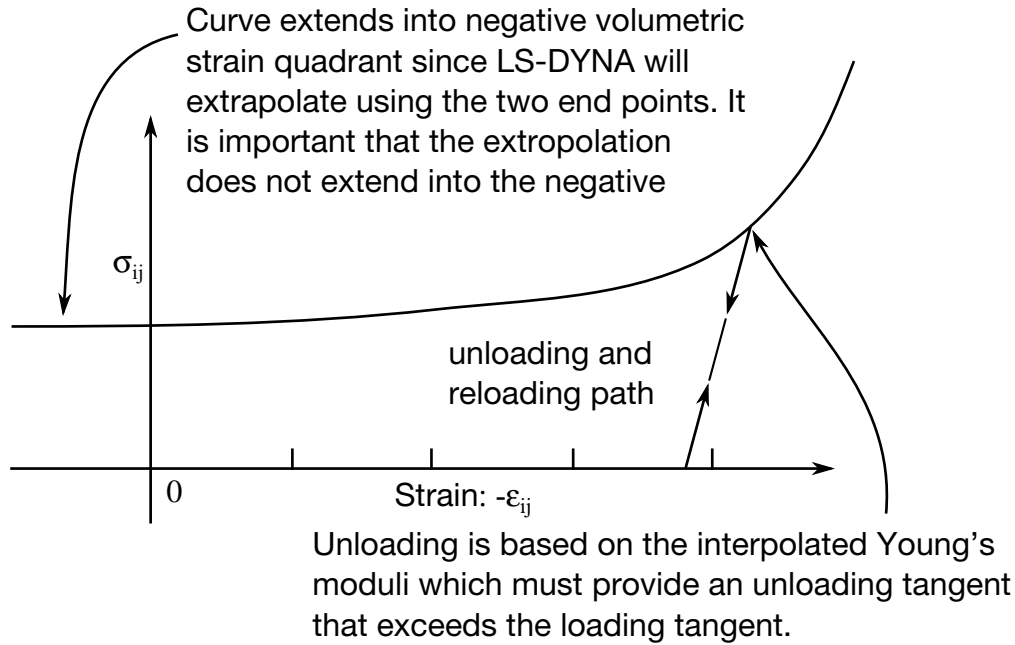 Curve extends into negative volumetric
strain quadrant since LS-DYNA will
extrapolate using the two end points. It
is important that the extropolation
does not extend into the negative
σij
unloading and
reloading path
0
Strain: -εij
Unloading is based on the interpolated Young's
moduli which must provide an unloading tangent
that exceeds the loading tangent.